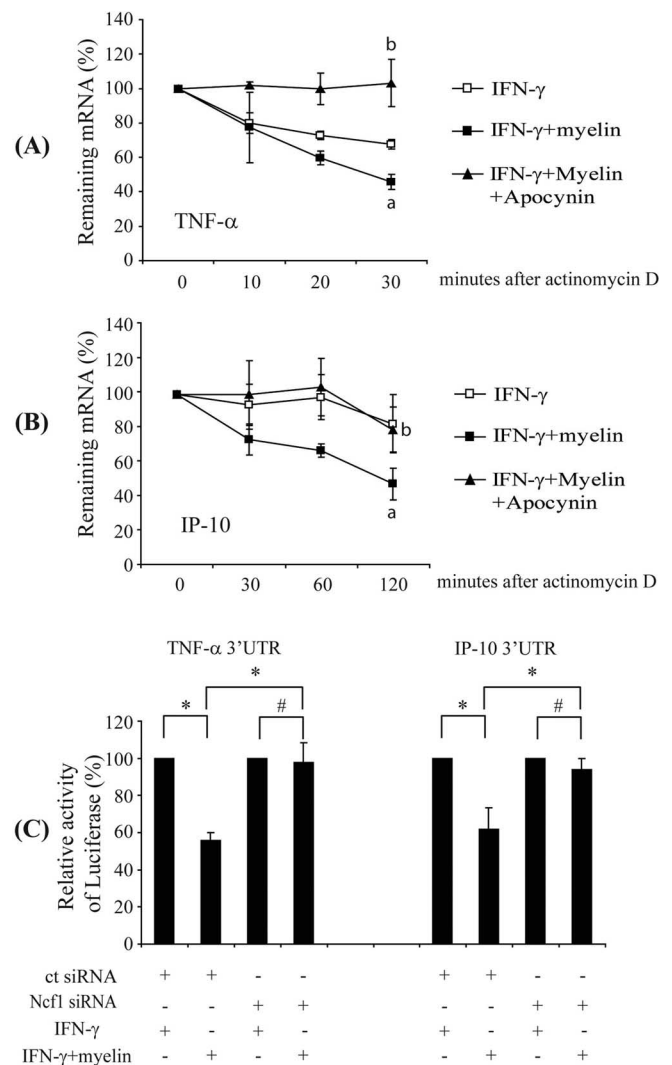 (A)
Remaining mRNA (%)
140
120
100
80
60
40
20
0
b
a
TNF-α
0 10 20 30 minutes after actinomycin D
IFN-γ
IFN-γ+myelin
IFN-γ+Myelin
+Apocynin
(B)
Remaining mRNA (%)
140
120
100
80
60
40
20
0
b
a
IP-10
0 30 60 120 minutes after actinomycin D
IFN-γ
IFN-γ+myelin
IFN-γ+Myelin
+Apocynin
(C)
TNF-α 3’UTR IP-10 3’UTR
* * * *
# #
Relative activity
of Luciferase (%)
120
100
80
60
40
20
0
ct siRNA + + - - + + - -
Ncf1 siRNA - - + + - - + +
IFN-γ + - + - + - + -
IFN-γ+myelin - + - + - + - +